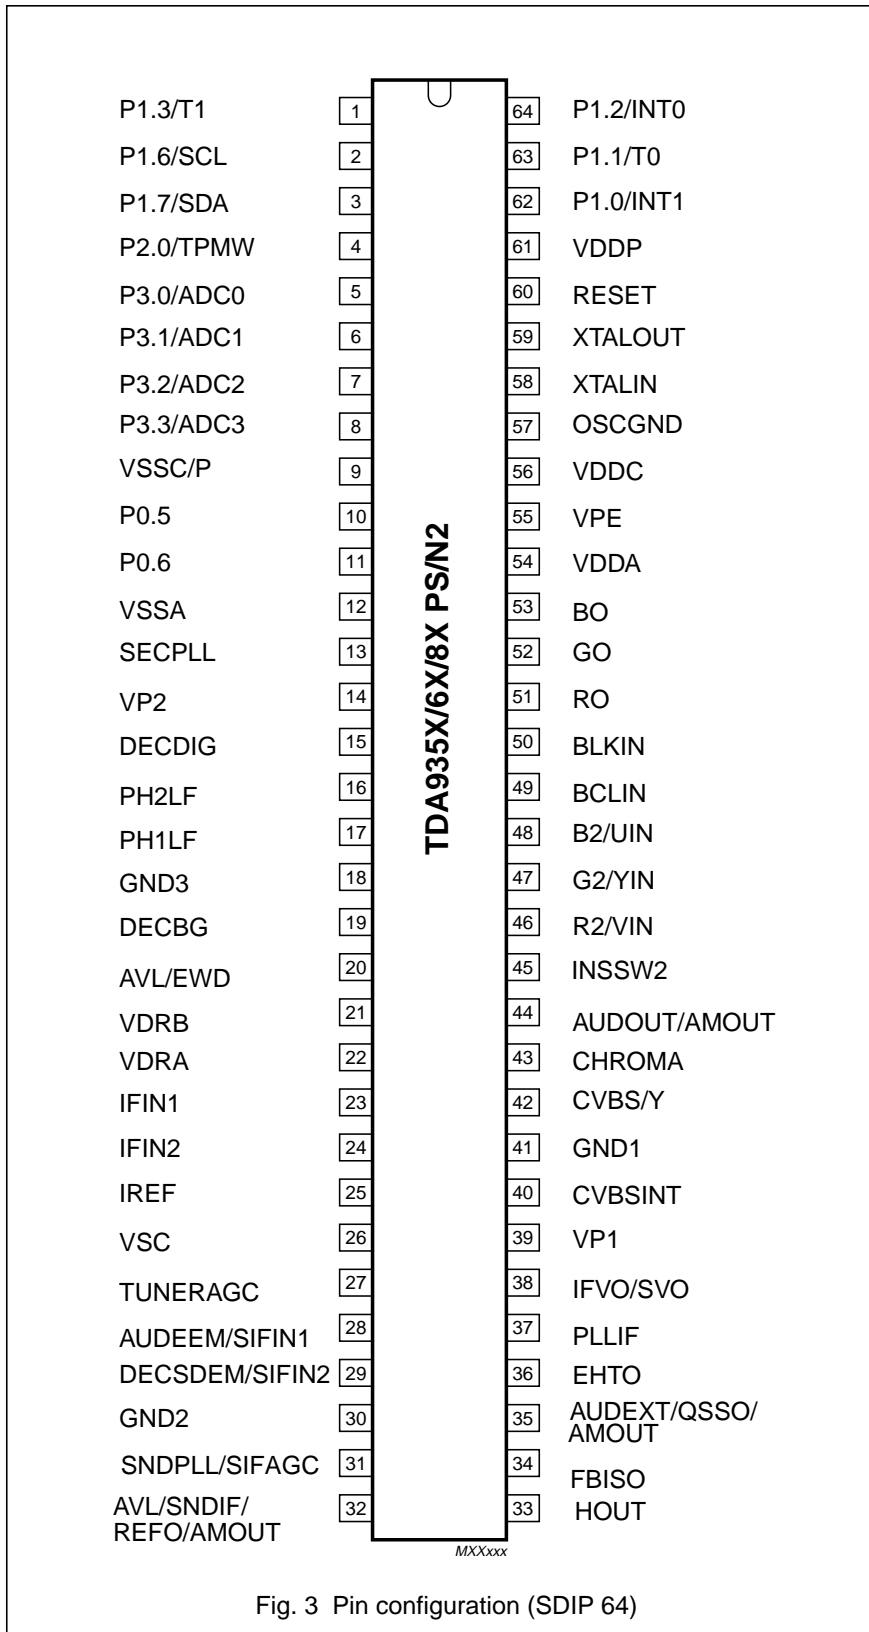 P1.3/T1 1 64 P1.2/INT0
P1.6/SCL 2 63 P1.1/T0
P1.7/SDA 3 62 P1.0/INT1
P2.0/TPMW 4 61 VDDP
P3.0/ADC0 5 60 RESET
P3.1/ADC1 6 59 XTALOUT
P3.2/ADC2 7 58 XTALIN
P3.3/ADC3 8 57 OSCGND
VSSC/P 9 56 VDDC
P0.5 10 55 VPE
P0.6 11 54 VDDA
VSSA 12 53 BO
SECPLL 13 52 GO
VP2 14 51 RO
DECDIG 15 50 BLKIN
PH2LF 16 49 BCLIN
PH1LF 17 48 B2/UIN
GND3 18 47 G2/YIN
DECBG 19 46 R2/VIN
AVL/EWD 20 45 INSSW2
VDRB 21 44 AUDOUT/AMOUT
VDRA 22 43 CHROMA
IFIN1 23 42 CVBS/Y
IFIN2 24 41 GND1
IREF 25 40 CVBSINT
VSC 26 39 VP1
TUNERAGC 27 38 IFVO/SVO
AUDEEM/SIFIN1 28 37 PLLIF
DECSDEM/SIFIN2 29 36 EHTO
GND2 30 35 AUDEXT/QSSO/
AMOUT
SNDPLL/SIFAGC 31 34 FBISO
AVL/SNDIF/ 32 33 HOUT
REFO/AMOUT
TDA935X/6X/8X PS/N2
MXXxxx
Fig. 3 Pin configuration (SDIP 64)